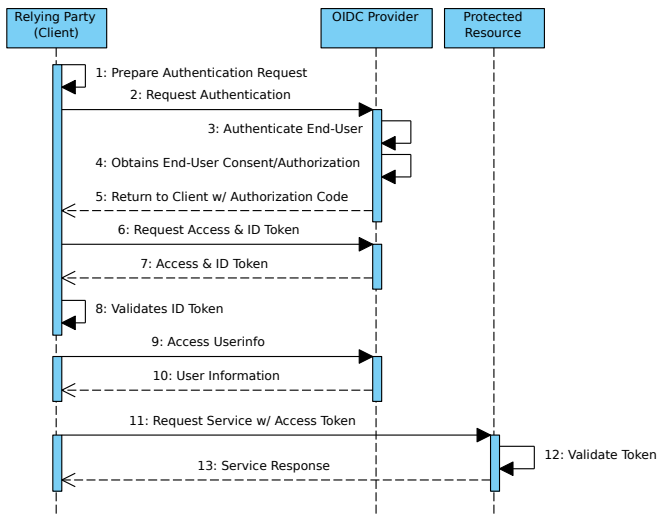 Relying Party
(Client)
OIDC Provider
Protected
Resource
1: Prepare Authentication Request
2: Request Authentication
3: Authenticate End-User
4: Obtains End-User Consent/Authorization
5: Return to Client w/ Authorization Code
6: Request Access & ID Token
7: Access & ID Token
8: Validates ID Token
9: Access Userinfo
10: User Information
11: Request Service w/ Access Token
12: Validate Token
13: Service Response